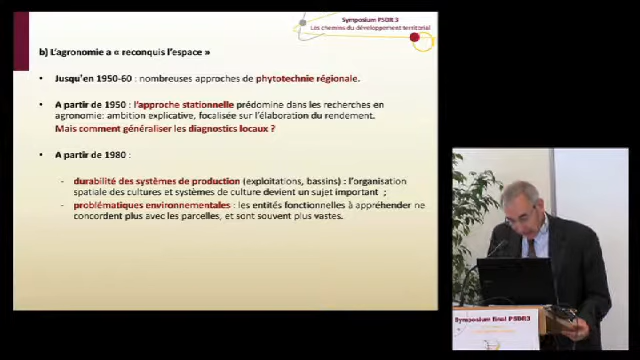 Symposium PSDR 3
Les chemins du développement territorial
b) L'agronomie a « reconquis l'espace »
• Jusqu'en 1950-60 : nombreuses approches de phytotechnie régionale.
• A partir de 1950 : l'approche stationnelle prédomine dans les recherches en
agronomie: ambition explicative, focalisée sur l'élaboration du rendement.
Mais comment généraliser les diagnostics locaux ?
• A partir de 1980 :
- durabilité des systèmes de production (exploitations, bassins) : l'organisation
spatiale des cultures et systèmes de culture devient un sujet important ;
- problématiques environnementales : les entités fonctionnelles à appréhender ne
concordent plus avec les parcelles, et sont souvent plus vastes.
Symposium final PSDR3